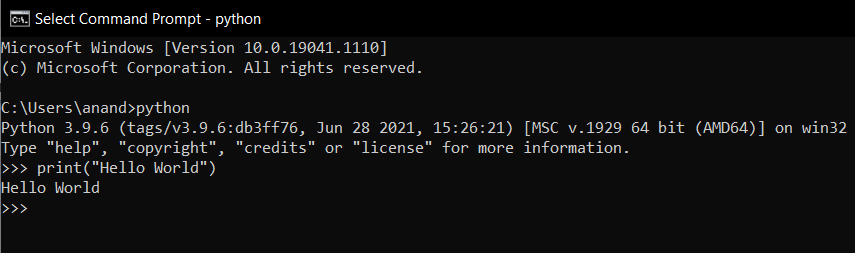 Select Command Prompt - python
Microsoft Windows [Version 10.0.19041.1110]
(c) Microsoft Corporation. All rights reserved.
C:\Users\anand>python
Python 3.9.6 (tags/v3.9.6:db3ff76, Jun 28 2021, 15:26:21) [MSC v.1929 64 bit (AMD64)] on win32
Type "help", "copyright", "credits" or "license" for more information.
>>> print("Hello World")
Hello World
>>>